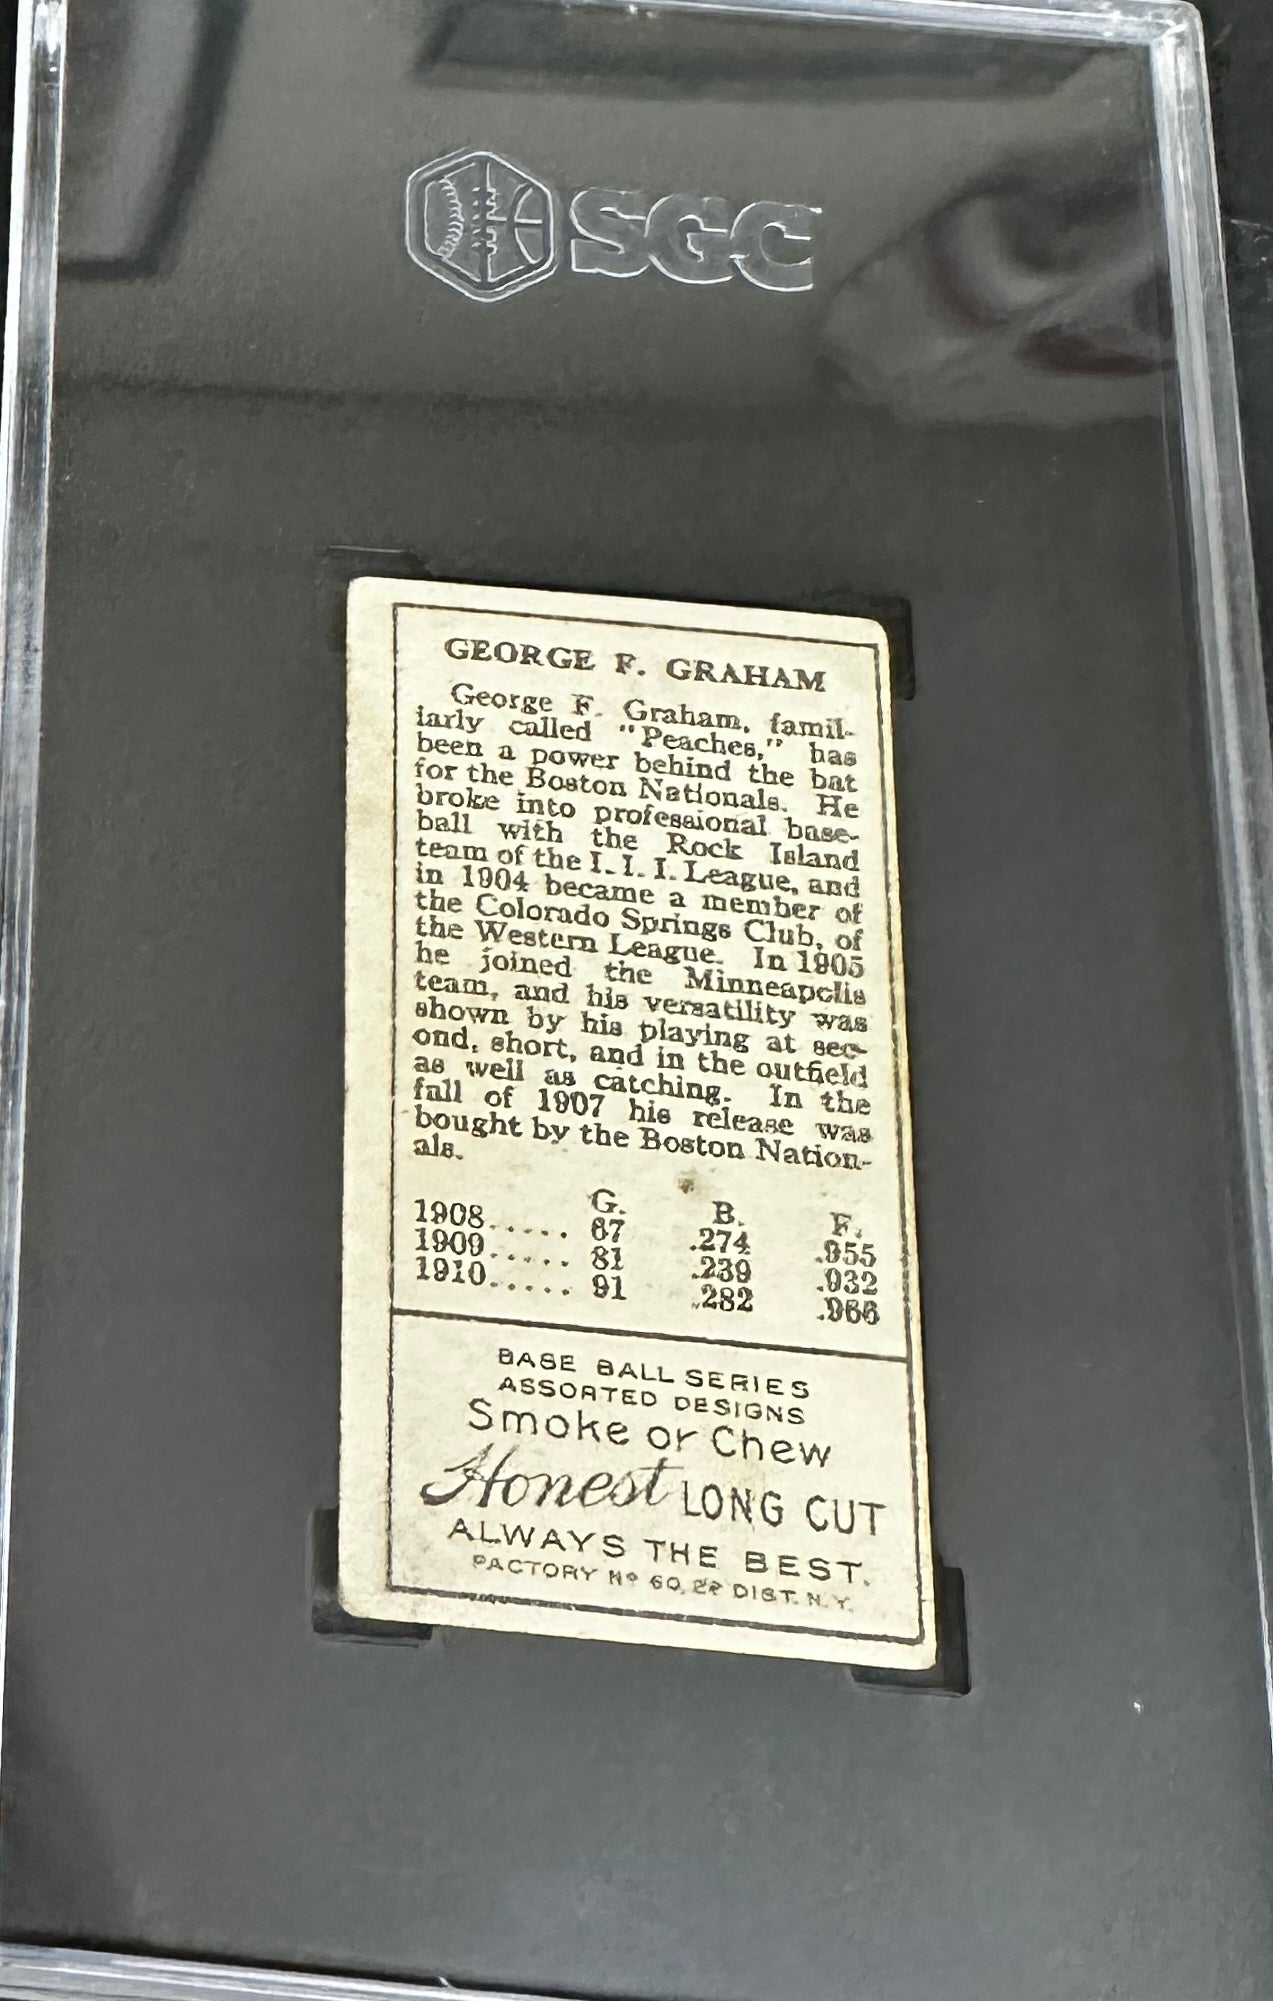 SGC
GEORGE F. GRAHAM
George F. Graham, famil-
iarly called "Peaches," has
been a power behind the bat
for the Boston Nationals. He
broke into professional base-
ball with the Rock Island
team of the I. I. I. League, and
in 1904 became a member of
the Colorado Springs Club, of
the Western League. In 1905
he joined the Minneapolis
team, and his versatility was
shown by his playing at sec-
ond, short, and in the outfield
as well as catching. In the
fall of 1907 his release was
bought by the Boston Nation-
als.
G. B. F.
1908..... 67 .274 .955
1909..... 81 .239 .932
1910..... 91 .282 .966
BASE BALL SERIES
ASSORTED DESIGNS
Smoke or Chew
Honest LONG CUT
ALWAYS THE BEST.
FACTORY Nº 60, 2? DIST. N.Y.